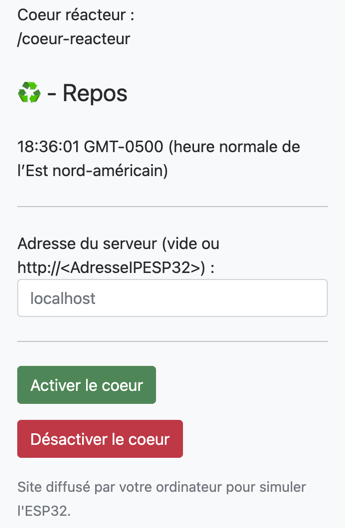 Coeur réacteur :
/coeur-reacteur
♻️ - Repos
18:36:01 GMT-0500 (heure normale de
l’Est nord-américain)
Adresse du serveur (vide ou
http://<AdresseIPESP32>) :
localhost
Activer le coeur
Désactiver le coeur
Site diffusé par votre ordinateur pour simuler
l'ESP32.